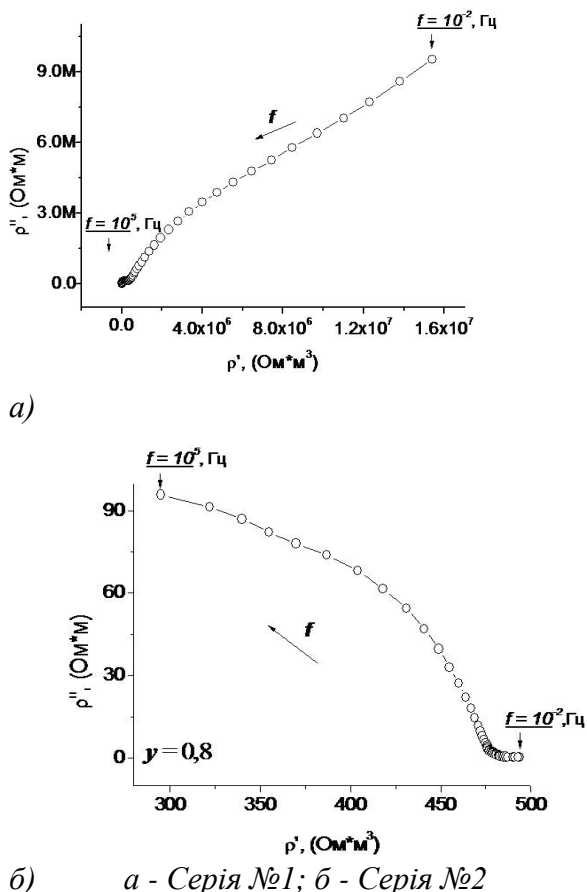 f = 10⁻², Гц
9.0M
f
6.0M
ρ'', (Ом*м)
3.0M
f = 10⁵, Гц
0.0
0.0 4.0x10⁶ 8.0x10⁶ 1.2x10⁷ 1.6x10⁷
ρ', (Ом*м³)
а)
f = 10⁵, Гц
90
60
ρ'', (Ом*м)
f
30
f = 10⁻², Гц
0
y = 0,8
300 350 400 450 500
ρ', (Ом*м³)
б) а - Серія №1; б - Серія №2